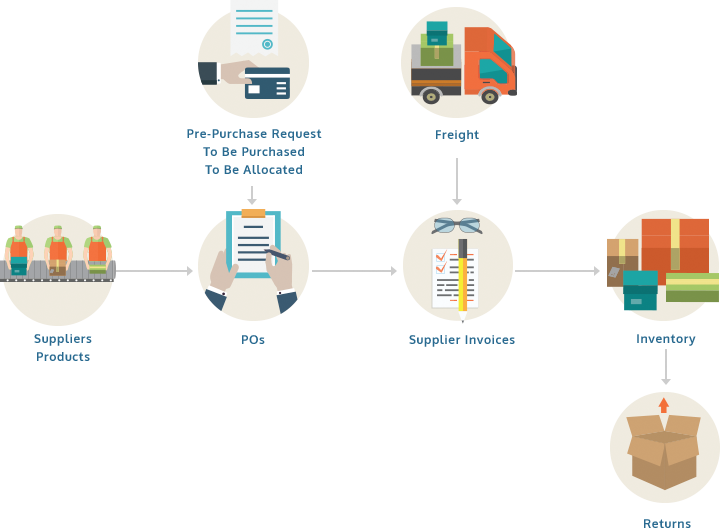 Pre-Purchase Request
To Be Purchased
To Be Allocated
Freight
Suppliers
Products
POs
Supplier Invoices
Inventory
Returns